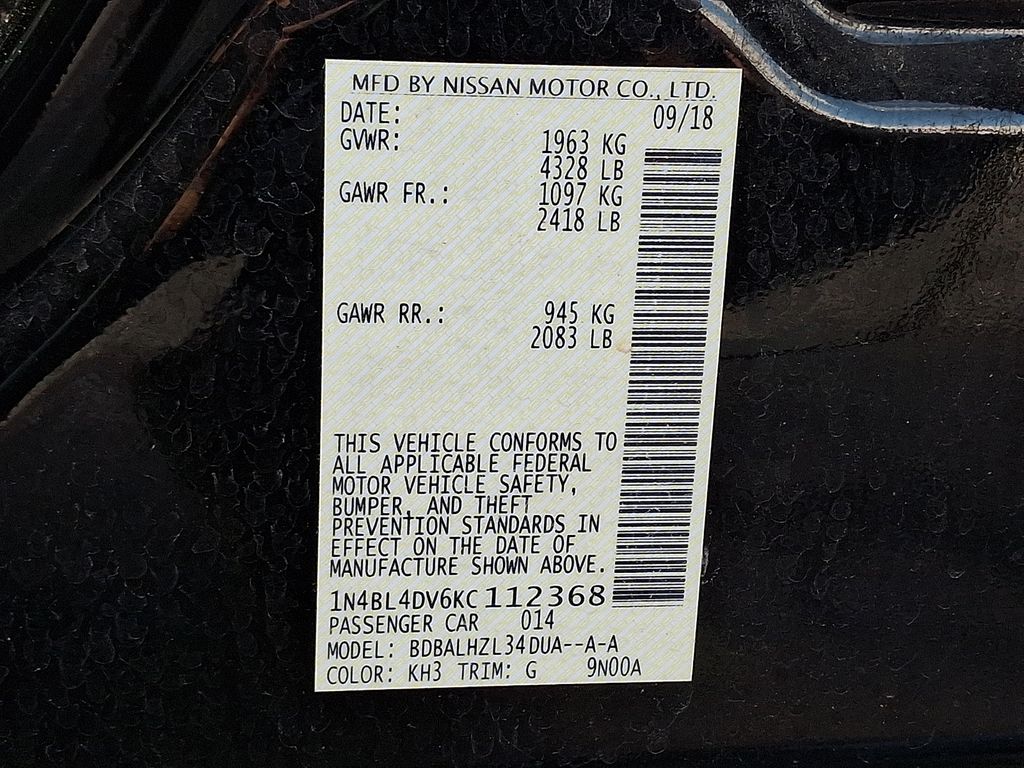 MFD BY NISSAN MOTOR CO., LTD.
DATE: 09/18
GVWR: 1963 KG
4328 LB
GAWR FR.: 1097 KG
2418 LB
GAWR RR.: 945 KG
2083 LB
THIS VEHICLE CONFORMS TO
ALL APPLICABLE FEDERAL
MOTOR VEHICLE SAFETY,
BUMPER, AND THEFT
PREVENTION STANDARDS IN
EFFECT ON THE DATE OF
MANUFACTURE SHOWN ABOVE.
1N4BL4DV6KC112368
PASSENGER CAR 014
MODEL: BDBALHZL34DUA--A-A
COLOR: KH3 TRIM: G 9N00A